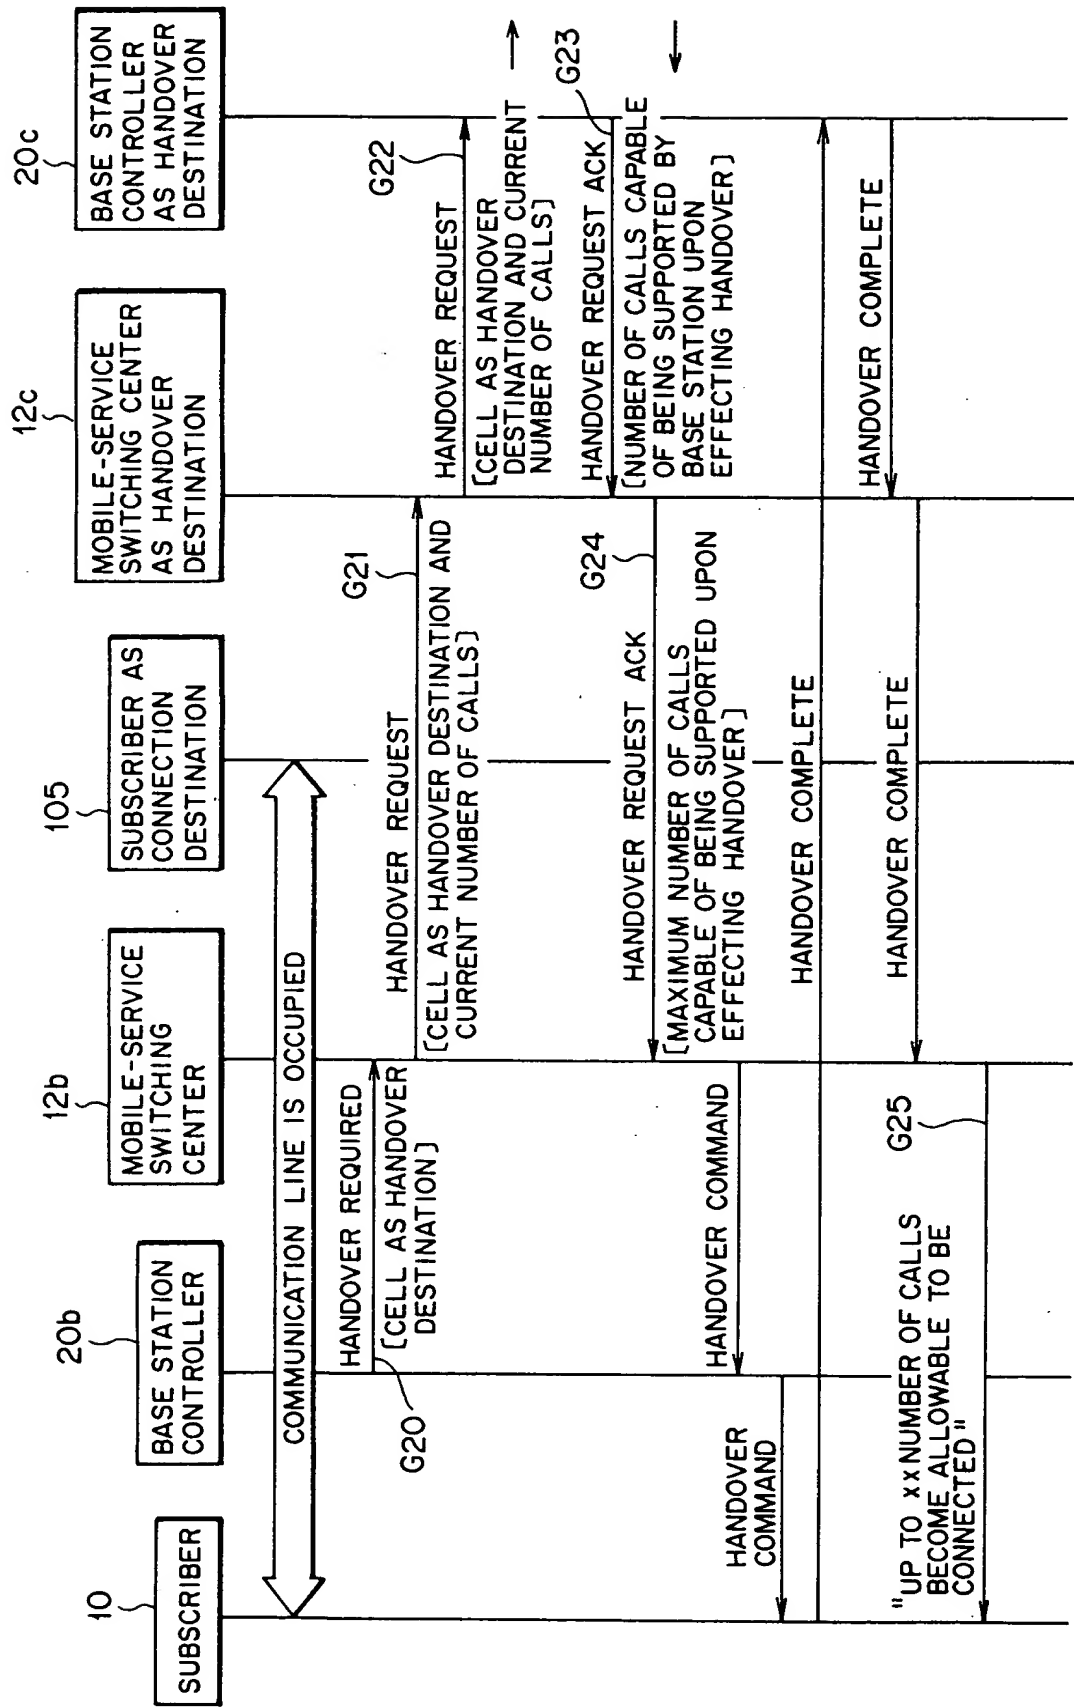 10
SUBSCRIBER
20b
BASE STATION
CONTROLLER
12b
MOBILE-SERVICE
SWITCHING
CENTER
105
SUBSCRIBER AS
CONNECTION
DESTINATION
12c
MOBILE-SERVICE
SWITCHING CENTER
AS HANDOVER
DESTINATION
20c
BASE STATION
CONTROLLER
AS HANDOVER
DESTINATION
COMMUNICATION LINE IS OCCUPIED
HANDOVER REQUIRED
[CELL AS HANDOVER
DESTINATION]
G20
HANDOVER REQUEST
G21
[CELL AS HANDOVER DESTINATION AND
CURRENT NUMBER OF CALLS]
HANDOVER REQUEST
G22
[CELL AS HANDOVER
DESTINATION AND CURRENT
NUMBER OF CALLS]
→
HANDOVER REQUEST ACK
G23
[NUMBER OF CALLS CAPABLE
OF BEING SUPPORTED BY
BASE STATION UPON
EFFECTING HANDOVER]
←
HANDOVER REQUEST ACK
G24
[MAXIMUM NUMBER OF CALLS
CAPABLE OF BEING SUPPORTED UPON
EFFECTING HANDOVER]
HANDOVER COMMAND
HANDOVER
COMMAND
HANDOVER COMPLETE
HANDOVER COMPLETE
HANDOVER COMPLETE
G25
"UP TO xx NUMBER OF CALLS
BECOME ALLOWABLE TO BE
CONNECTED"